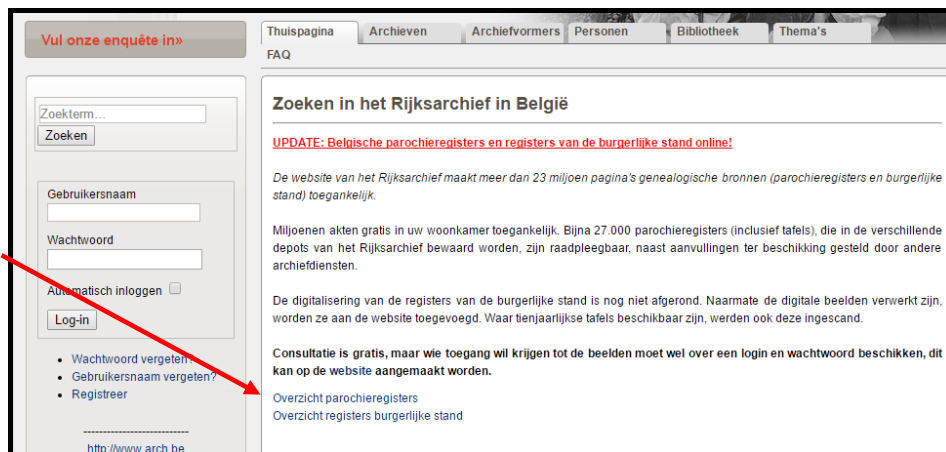 Vul onze enquête in»
Thuispagina Archieven Archiefvormers Personen Bibliotheek Thema's
FAQ
Zoekterm...
Zoeken
Gebruikersnaam
Wachtwoord
Automatisch inloggen
Log-in
Wachtwoord vergeten?
Gebruikersnaam vergeten?
Registreer
--------------------------
http://www.arch.be
Zoeken in het Rijksarchief in België
UPDATE: Belgische parochieregisters en registers van de burgerlijke stand online!
De website van het Rijksarchief maakt meer dan 23 miljoen pagina's genealogische bronnen (parochieregisters en burgerlijke
stand) toegankelijk.
Miljoenen akten gratis in uw woonkamer toegankelijk. Bijna 27.000 parochieregisters (inclusief tafels), die in de verschillende
depots van het Rijksarchief bewaard worden, zijn raadpleegbaar, naast aanvullingen ter beschikking gesteld door andere
archiefdiensten.
De digitalisering van de registers van de burgerlijke stand is nog niet afgerond. Naarmate de digitale beelden verwerkt zijn,
worden ze aan de website toegevoegd. Waar tienjaarlijkse tafels beschikbaar zijn, werden ook deze ingescand.
Consultatie is gratis, maar wie toegang wil krijgen tot de beelden moet wel over een login en wachtwoord beschikken, dit
kan op de website aangemaakt worden.
Overzicht parochieregisters
Overzicht registers burgerlijke stand